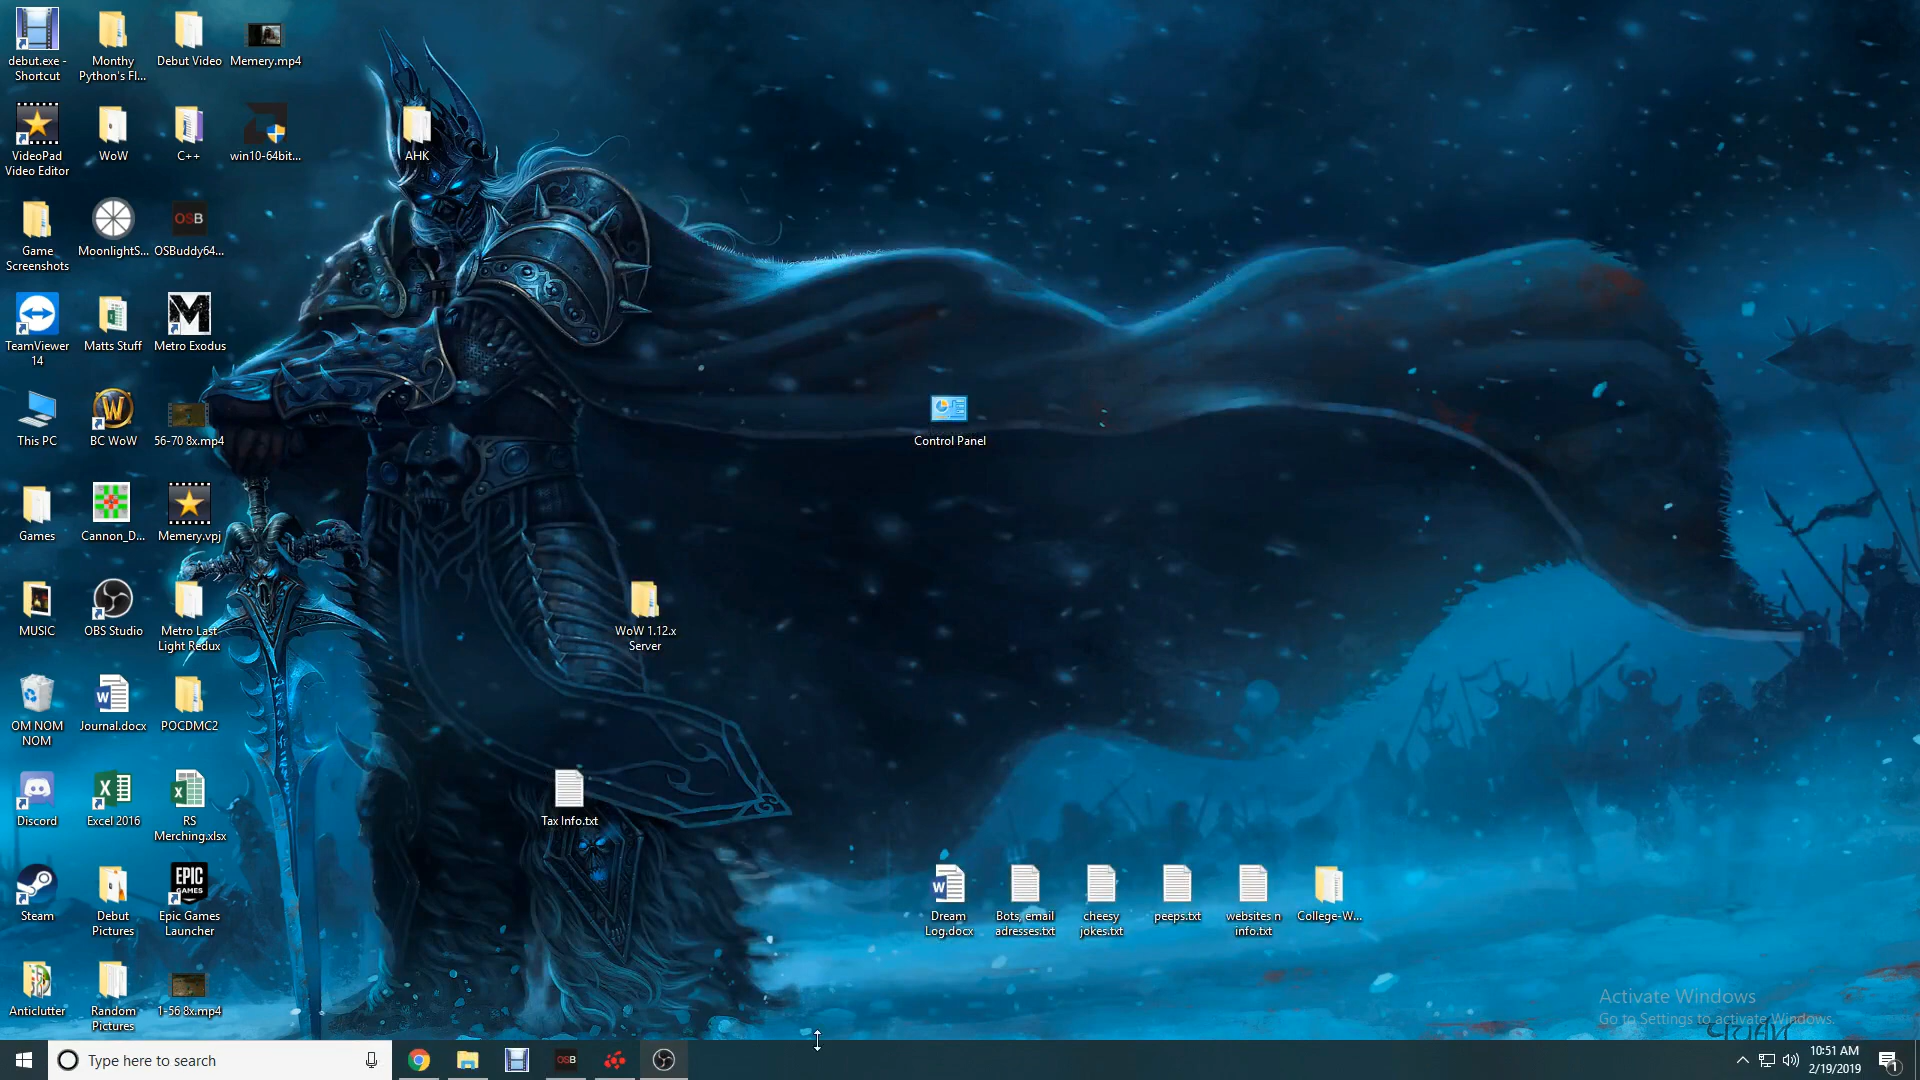 debut.exe -
Shortcut
Monthy
Python's Fl...
Debut Video
Memery.mp4
VideoPad
Video Editor
WoW
C++
win10-64bit...
AHK
Game
Screenshots
MoonlightS...
OSB
OSBuddy64...
TeamViewer
14
Matts Stuff
M
Metro Exodus
This PC
W
BC WoW
56-70 8x.mp4
Control Panel
Games
Cannon_D...
Memery.vpj
MUSIC
OBS Studio
Metro Last
Light Redux
WoW 1.12.x
Server
OM NOM
NOM
W
Journal.docx
POCDMC2
Discord
X
Excel 2016
X
RS
Merching.xlsx
Tax Info.txt
Steam
Debut
Pictures
EPIC
GAMES
Epic Games
Launcher
W
Dream
Log.docx
Bots, email
adresses.txt
cheesy
jokes.txt
peeps.txt
websites n
info.txt
College-W...
Anticlutter
Random
Pictures
1-56 8x.mp4
Activate Windows
Go to Settings to activate Windows.
Type here to search
OSB
10:51 AM
2/19/2019
1